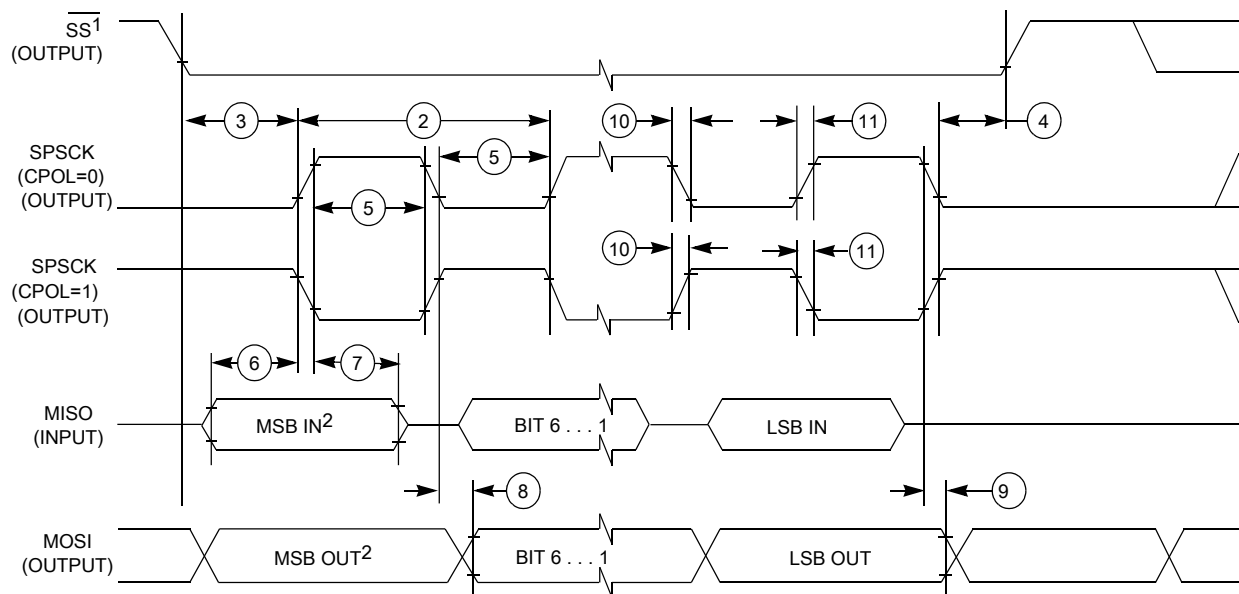 SS¹
(OUTPUT)
3
2
10
11
4
SPSCK
(CPOL=0)
(OUTPUT)
5
5
SPSCK
(CPOL=1)
(OUTPUT)
10
11
6
7
MISO
(INPUT)
MSB IN²
BIT 6 . . . 1
LSB IN
8
9
MOSI
(OUTPUT)
MSB OUT²
BIT 6 . . . 1
LSB OUT